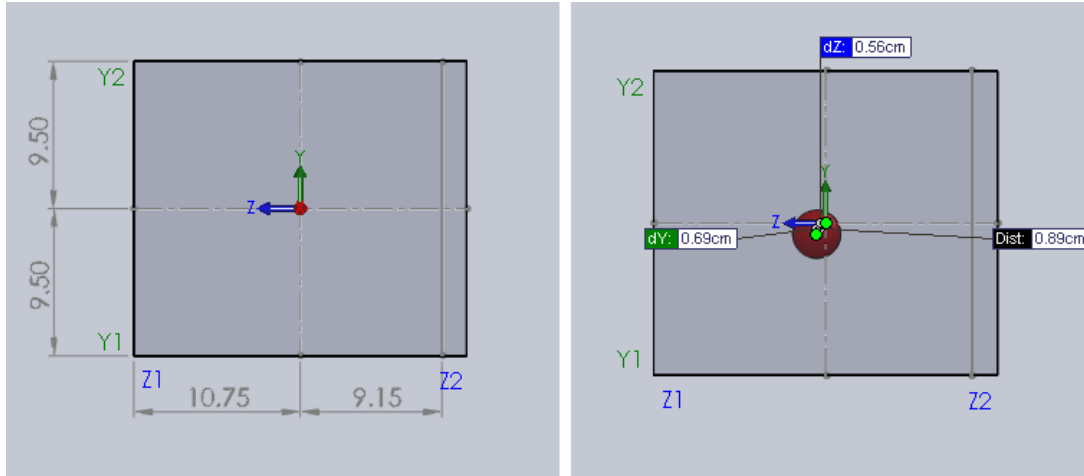 Y2
9.50
Y
Z
9.50
Y1
Z1
Z2
10.75
9.15
dZ: 0.56cm
Y2
Y
Z
dY: 0.69cm
Dist: 0.89cm
Y1
Z1
Z2